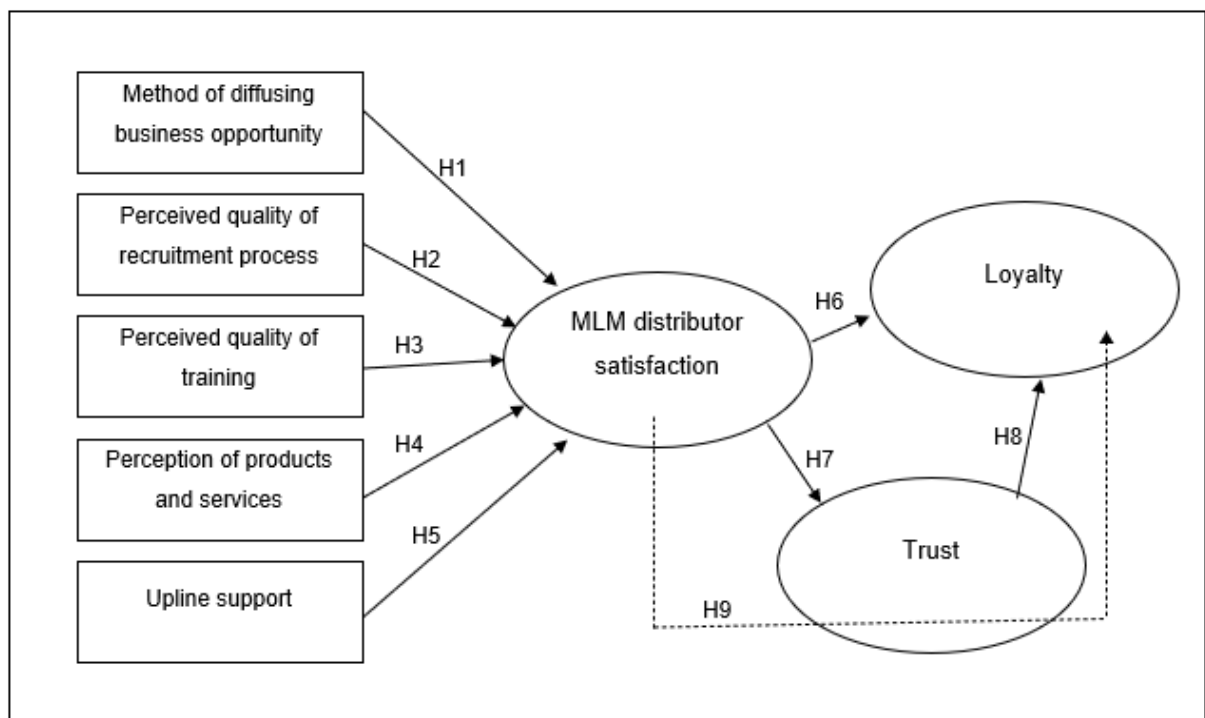 Method of diffusing
business opportunity
H1
Perceived quality of
recruitment process
H2
Perceived quality of
training
H3
Perception of products
and services
H4
Upline support
H5
MLM distributor
satisfaction
H6
Loyalty
H7
H8
Trust
H9